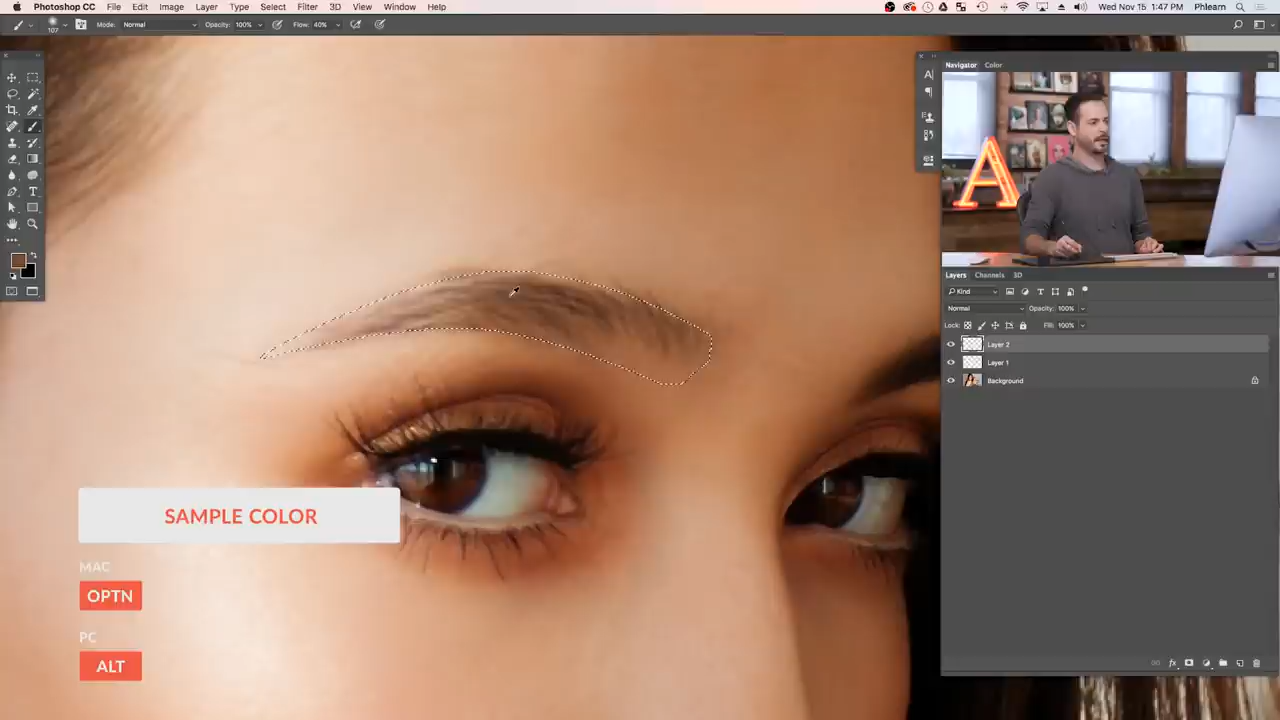 Photoshop CC File Edit Image Layer Type Select Filter 3D View Window Help Wed Nov 15 1:47 PM Phlearn
107 Mode: Normal Opacity: 100% Flow: 40%
Navigator Color
A
Layers Channels 3D
Kind
Normal Opacity: 100%
Lock: Fill: 100%
Layer 2
Layer 1
Background
fx
SAMPLE COLOR
MAC
OPTN
PC
ALT